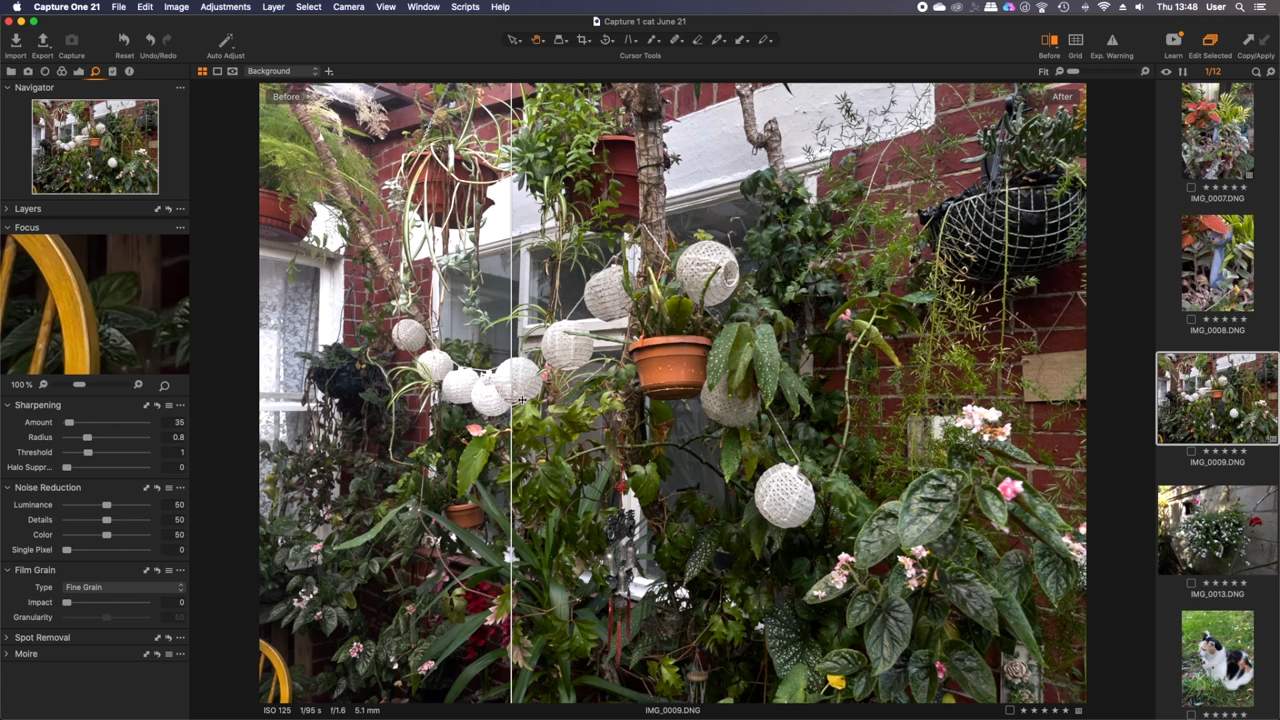 Capture One 21 File Edit Image Adjustments Layer Select Camera View Window Scripts Help Thu 13:48 User
Capture 1 cat June 21
Import Export Capture Reset Undo/Redo Auto Adjust Cursor Tools Before Grid Exp. Warning Learn Edit Selected Copy/Apply
Background Fit 1/12
Navigator
Before After
IMG_0007.DNG
Layers
Focus
IMG_0008.DNG
100 %
Sharpening
Amount 35
Radius 0.8
Threshold 1
Halo Suppr... 0
IMG_0009.DNG
Noise Reduction
Luminance 50
Details 50
Color 50
Single Pixel 0
Film Grain
Type Fine Grain
IMG_0013.DNG
Impact 0
Granularity 50
Spot Removal
Moire
ISO 125 1/95 s f/1.6 5.1 mm IMG_0009.DNG